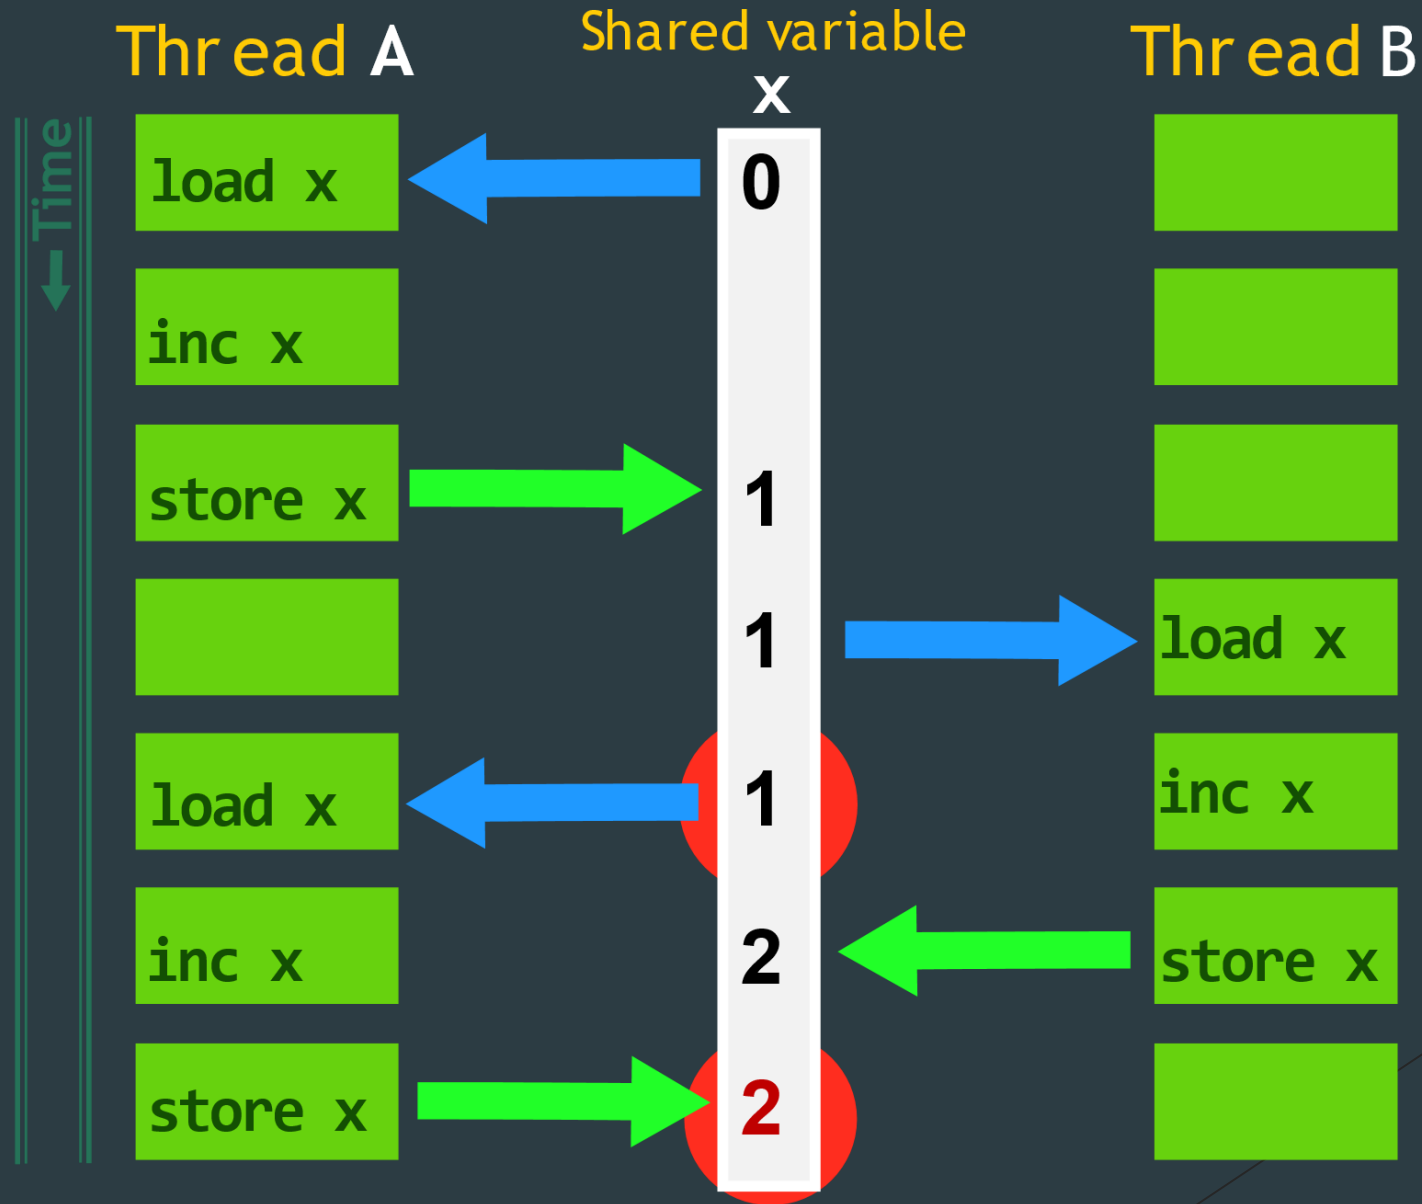 Thread A
Shared variable
x
Thread B
Time
load x
0
inc x
store x
1
1
load x
load x
1
inc x
inc x
2
store x
store x
2